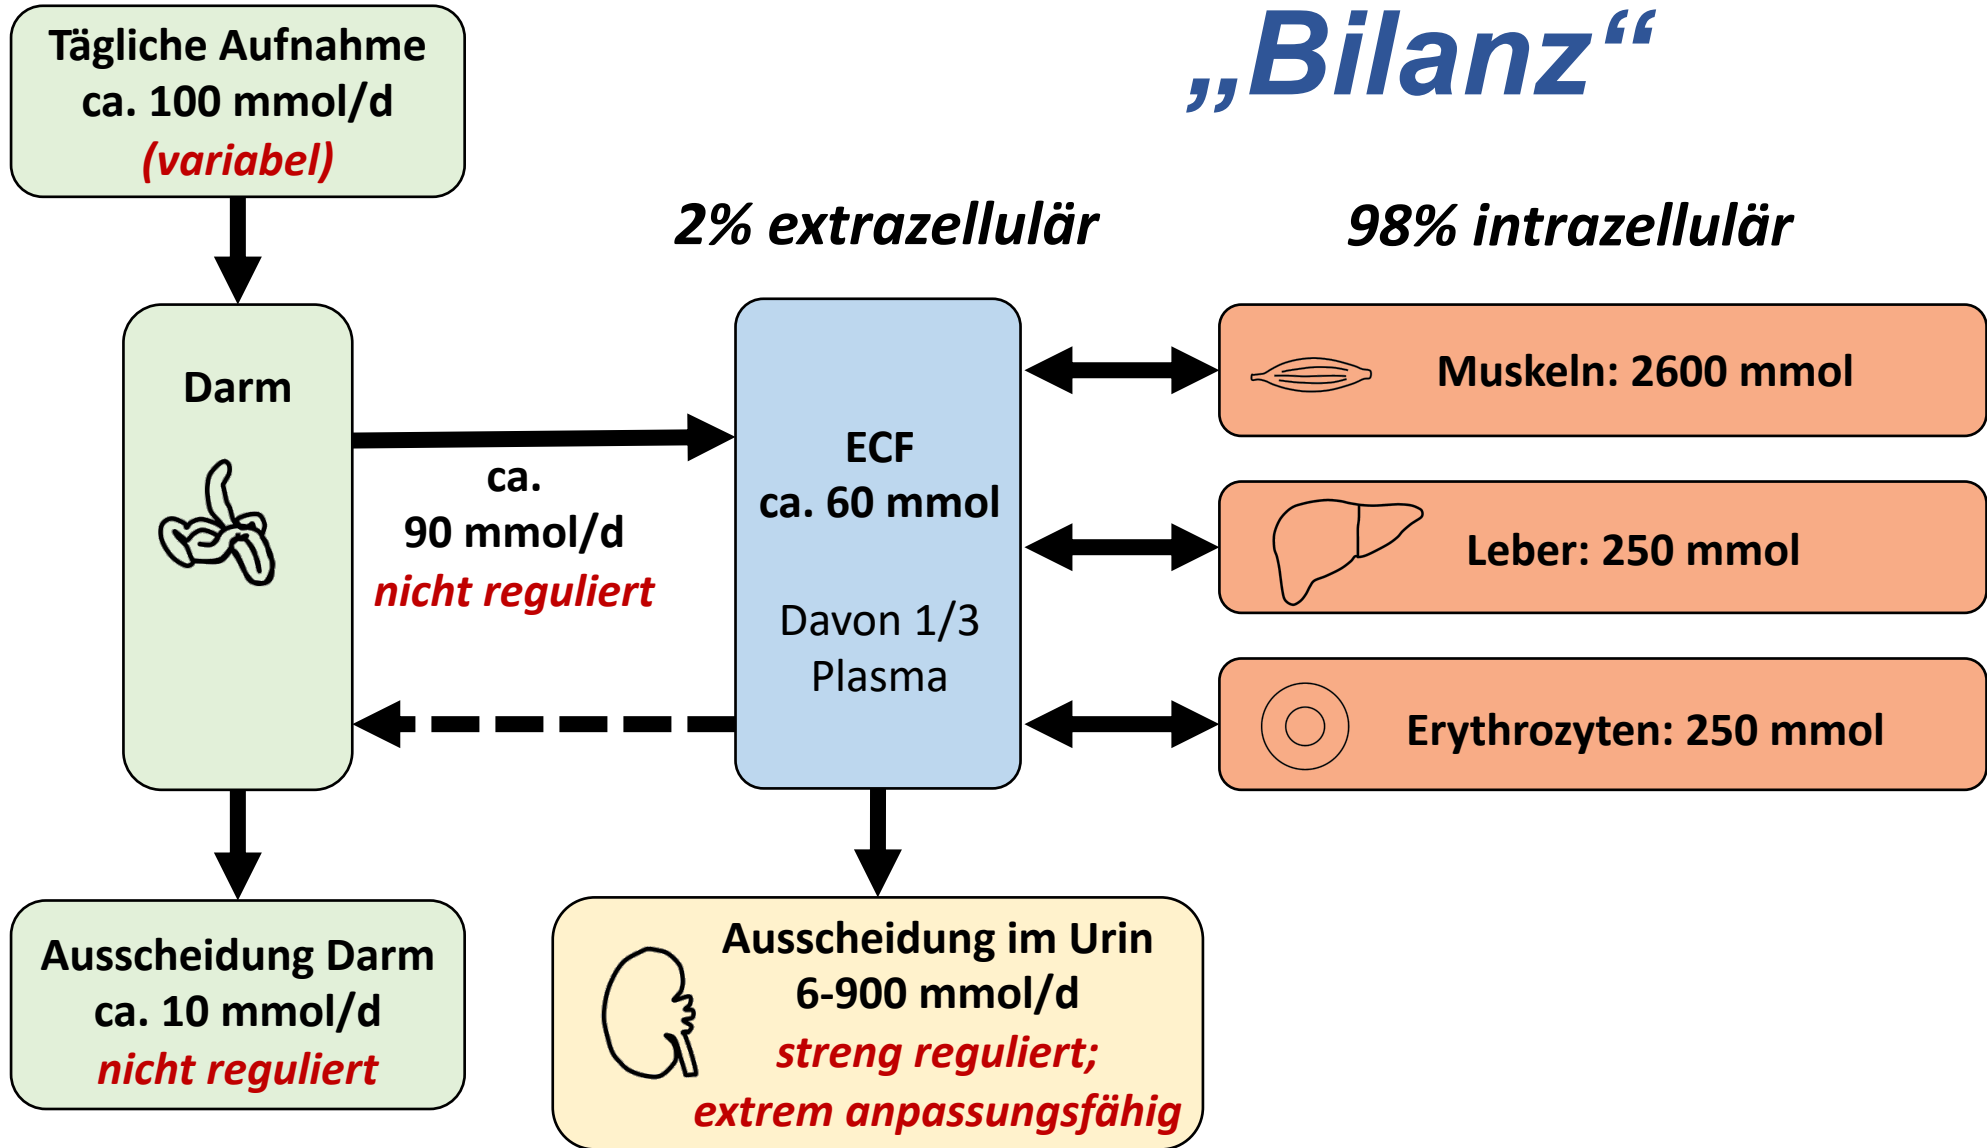 „Bilanz“
Tägliche Aufnahme
ca. 100 mmol/d
(variabel)
2% extrazellulär
98% intrazellulär
Darm
ca.
90 mmol/d
nicht reguliert
ECF
ca. 60 mmol
Davon 1/3
Plasma
Muskeln: 2600 mmol
Leber: 250 mmol
Erythrozyten: 250 mmol
Ausscheidung Darm
ca. 10 mmol/d
nicht reguliert
Ausscheidung im Urin
6-900 mmol/d
streng reguliert;
extrem anpassungsfähig